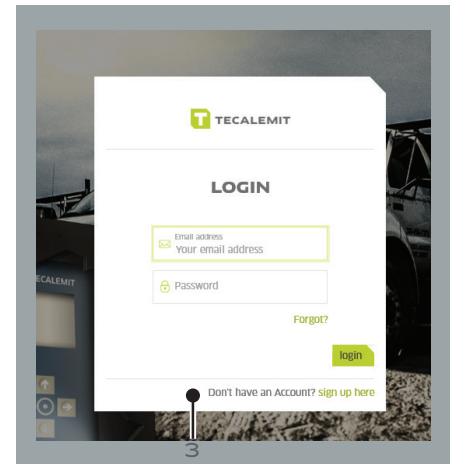 TECALEMIT
LOGIN
Email address
Your email address
Password
Forgot?
login
Don't have an Account? sign up here
TECALEMIT
3